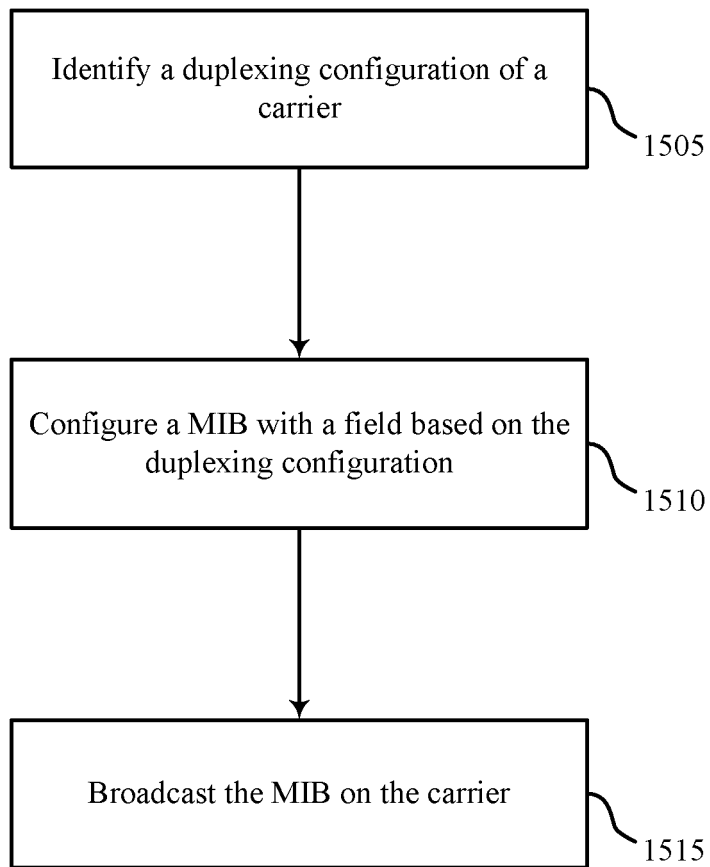 Identify a duplexing configuration of a
carrier
1505
Configure a MIB with a field based on the
duplexing configuration
1510
Broadcast the MIB on the carrier
1515